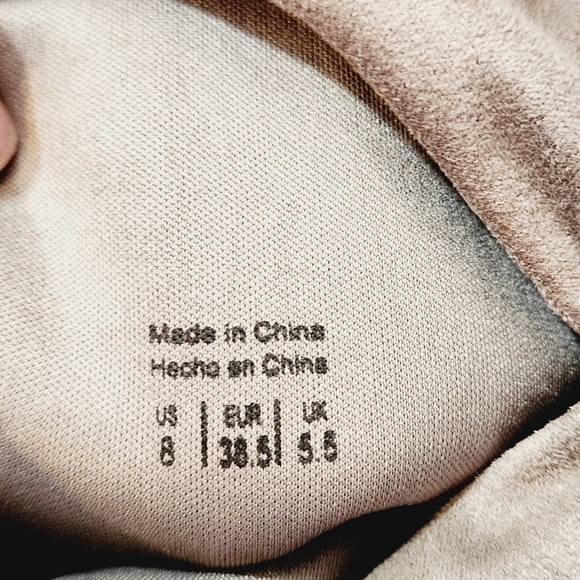 Made in China
Hecho en China
US | EUR | UK
8 | 38.5 | 5.5